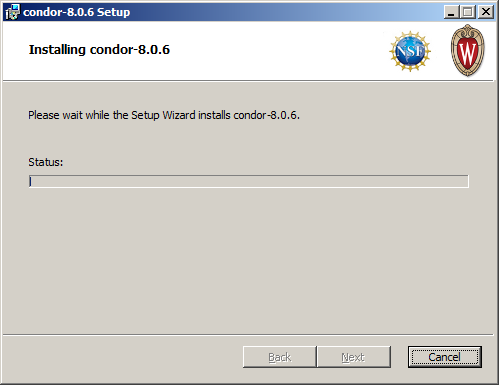 condor-8.0.6 Setup
Installing condor-8.0.6
NSF
W
Please wait while the Setup Wizard installs condor-8.0.6.
Status:
Back Next Cancel